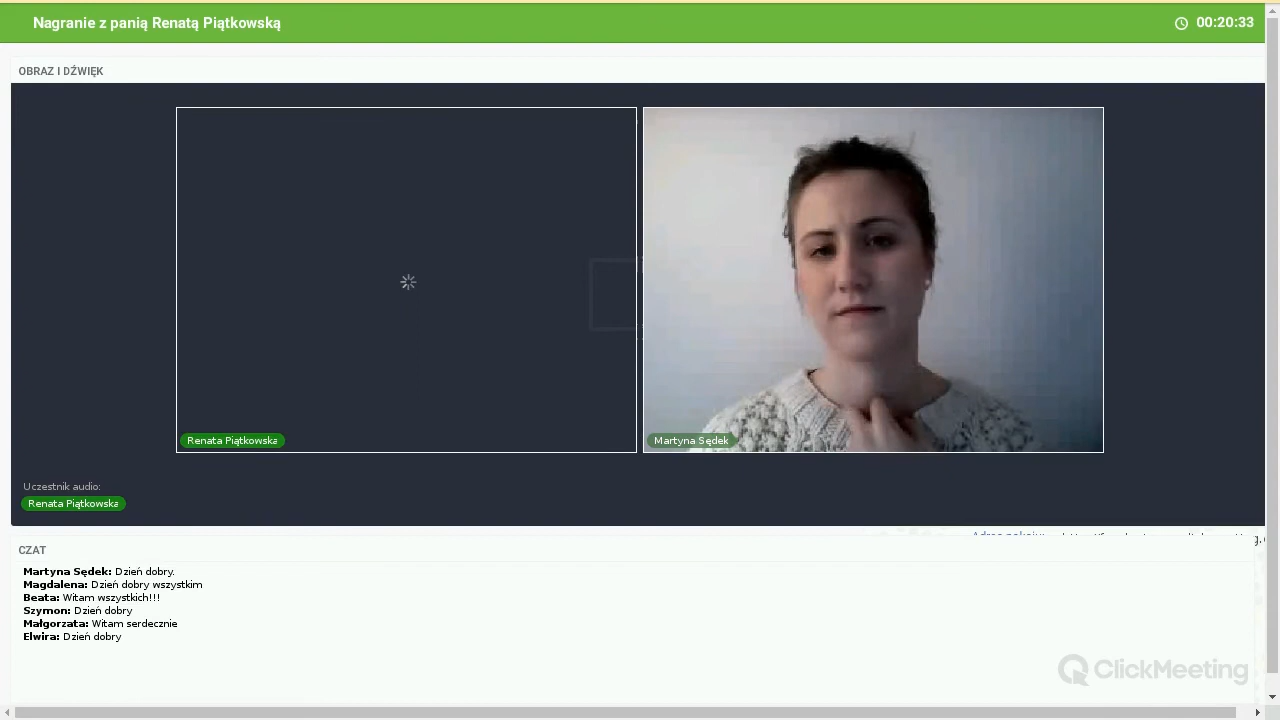 Nagranie z panią Renatą Piątkowską
00:20:33
OBRAZ I DŹWIĘK
Renata Piątkowska
Martyna Sędek
Uczestnik audio:
Renata Piątkowska
CZAT
Martyna Sędek: Dzień dobry.
Magdalena: Dzień dobry wszystkim
Beata: Witam wszystkich!!!
Szymon: Dzień dobry
Małgorzata: Witam serdecznie
Elwira: Dzień dobry
ClickMeeting